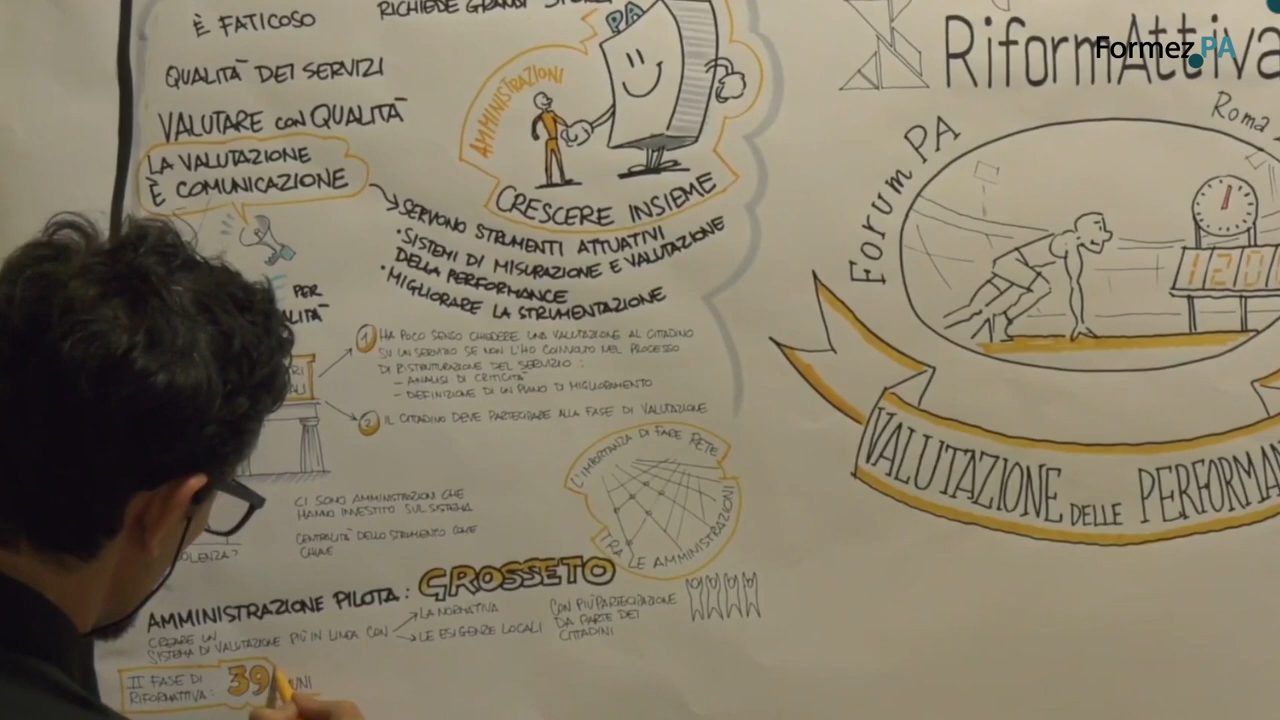 È FATICOSO
RICHIEDE GRANDI
QUALITÀ DEI SERVIZI
VALUTARE CON QUALITÀ
LA VALUTAZIONE
È COMUNICAZIONE
PA
AMMINISTRAZIONI
CRESCERE INSIEME
SERVONO STRUMENTI ATTUATIVI
• SISTEMI DI MISURAZIONE E VALUTAZIONE
DELLA PERFORMANCE
• MIGLIORARE LA STRUMENTAZIONE
PER
1 HA POCO SENSO CHIEDERE UNA VALUTAZIONE AL CITTADINO
SU UN SERVIZIO SE NON L'HO COINVOLTO NEL PROCESSO
DI RISTRUTTURAZIONE DEL SERVIZIO:
– ANALISI DI CRITICITÀ
– DEFINIZIONE DI UN PIANO DI MIGLIORAMENTO
2 IL CITTADINO DEVE PARTECIPARE ALLA FASE DI VALUTAZIONE
L'IMPORTANZA DI FARE RETE
TRA LE AMMINISTRAZIONI
CI SONO AMMINISTRAZIONI CHE
HANNO INVESTITO SUL SISTEMA
CENTRALITÀ DELLO STRUMENTO COME
CHIAVE
AMMINISTRAZIONE PILOTA: GROSSETO
CREARE UN
SISTEMA DI VALUTAZIONE PIÙ IN LINEA CON
LA NORMATIVA
LE ESIGENZE LOCALI
CON PIÙ PARTECIPAZIONE
DA PARTE DEI
CITTADINI
II FASE DI
RIFORMATTIVA: 39
RiformAttiva
Formez PA
Roma
Forum PA
120
VALUTAZIONE DELLE PERFORMAN